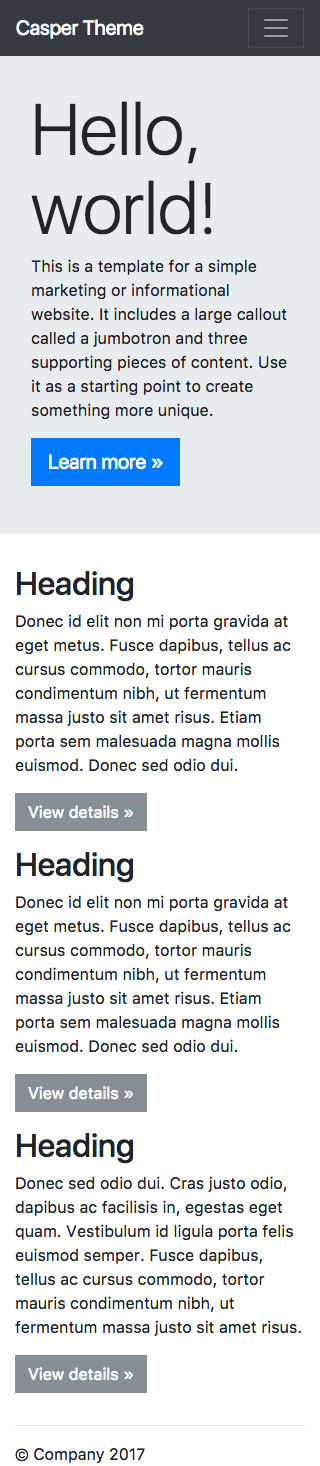 Casper Theme
Hello,
world!
This is a template for a simple
marketing or informational
website. It includes a large callout
called a jumbotron and three
supporting pieces of content. Use
it as a starting point to create
something more unique.
Learn more »
Heading
Donec id elit non mi porta gravida at
eget metus. Fusce dapibus, tellus ac
cursus commodo, tortor mauris
condimentum nibh, ut fermentum
massa justo sit amet risus. Etiam
porta sem malesuada magna mollis
euismod. Donec sed odio dui.
View details »
Heading
Donec id elit non mi porta gravida at
eget metus. Fusce dapibus, tellus ac
cursus commodo, tortor mauris
condimentum nibh, ut fermentum
massa justo sit amet risus. Etiam
porta sem malesuada magna mollis
euismod. Donec sed odio dui.
View details »
Heading
Donec sed odio dui. Cras justo odio,
dapibus ac facilisis in, egestas eget
quam. Vestibulum id ligula porta felis
euismod semper. Fusce dapibus,
tellus ac cursus commodo, tortor
mauris condimentum nibh, ut
fermentum massa justo sit amet risus.
View details »
© Company 2017